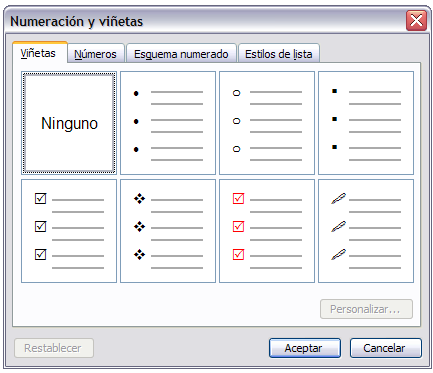 Numeración y viñetas
Viñetas Números Esquema numerado Estilos de lista
Ninguno
Personalizar...
Restablecer Aceptar Cancelar